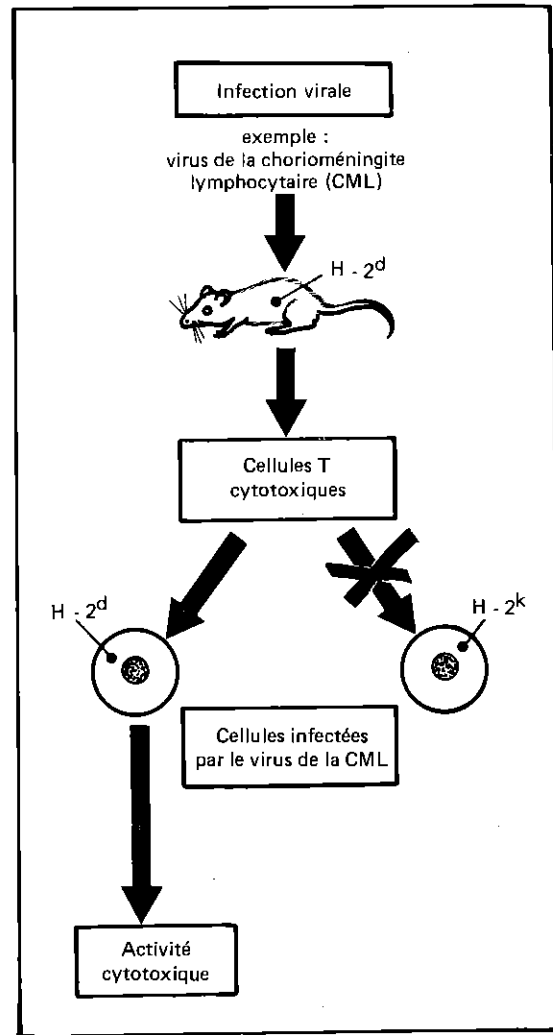 Infection virale
exemple :
virus de la chorioméningite
lymphocytaire (CML)
H - 2d
Cellules T
cytotoxiques
H - 2d
H - 2k
Cellules infectées
par le virus de la CML
Activité
cytotoxique